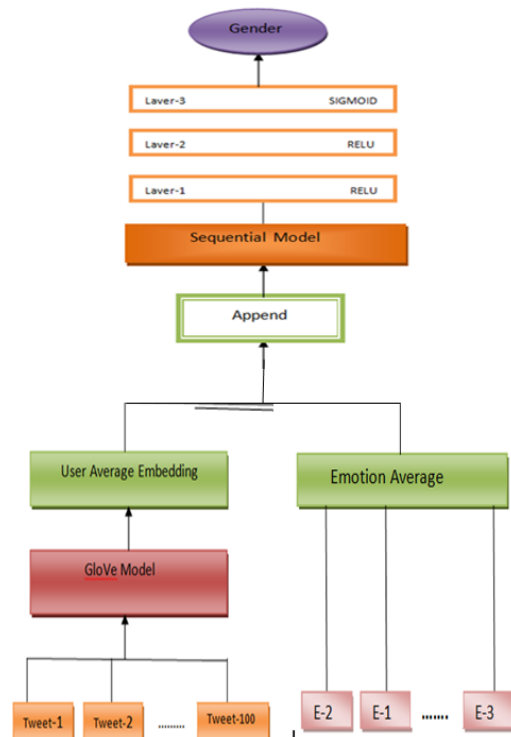 Gender
Laver-3 SIGMOID
Laver-2 RELU
Laver-1 RELU
Sequential Model
Append
User Average Embedding
Emotion Average
GloVe Model
Tweet-1 Tweet-2 ......... Tweet-100
E-2 E-1 ....... E-3